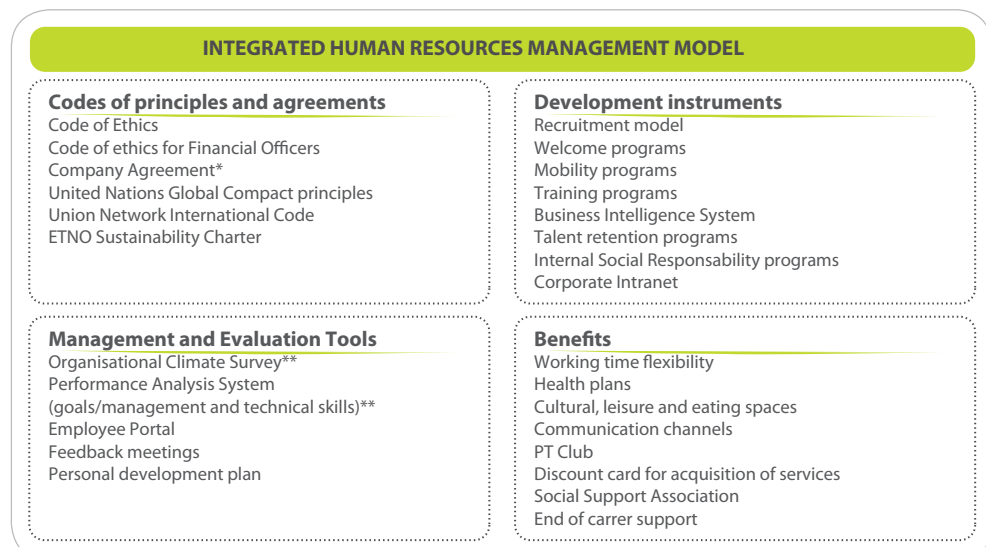 INTEGRATED HUMAN RESOURCES MANAGEMENT MODEL
Codes of principles and agreements
Code of Ethics
Code of ethics for Financial Officers
Company Agreement*
United Nations Global Compact principles
Union Network International Code
ETNO Sustainability Charter
Development instruments
Recruitment model
Welcome programs
Mobility programs
Training programs
Business Intelligence System
Talent retention programs
Internal Social Responsability programs
Corporate Intranet
Management and Evaluation Tools
Organisational Climate Survey**
Performance Analysis System
(goals/management and technical skills)**
Employee Portal
Feedback meetings
Personal development plan
Benefits
Working time flexibility
Health plans
Cultural, leisure and eating spaces
Communication channels
PT Club
Discount card for acquisition of services
Social Support Association
End of carrer support